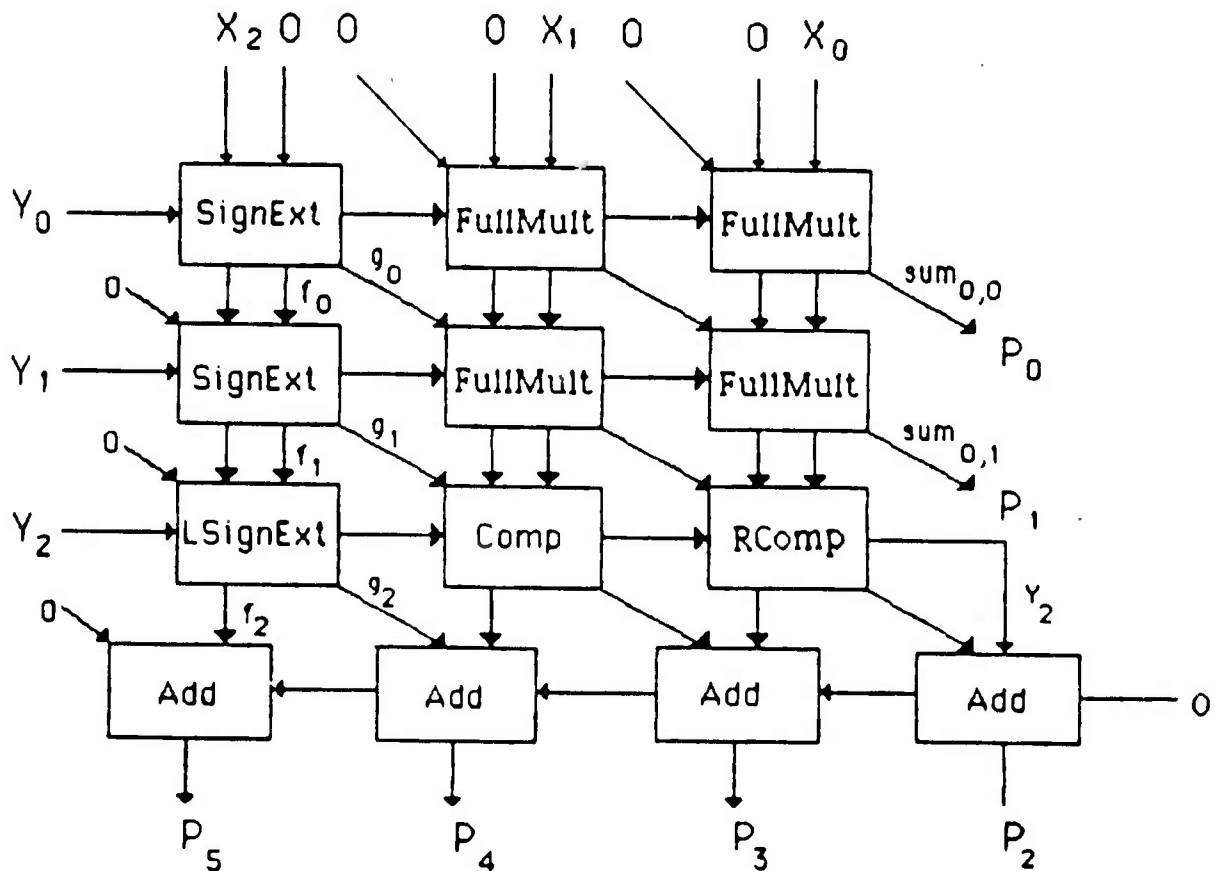 X₂ 0 0 0 X₁ 0 0 X₀
Y₀ SignExt FullMult FullMult
0 f₀ g₀ sum₀,₀
P₀
Y₁ SignExt FullMult FullMult
0 f₁ g₁ sum₀,₁
P₁
Y₂ LSignExt Comp RComp
0 f₂ g₂ Y₂
Add Add Add Add 0
P₅ P₄ P₃ P₂